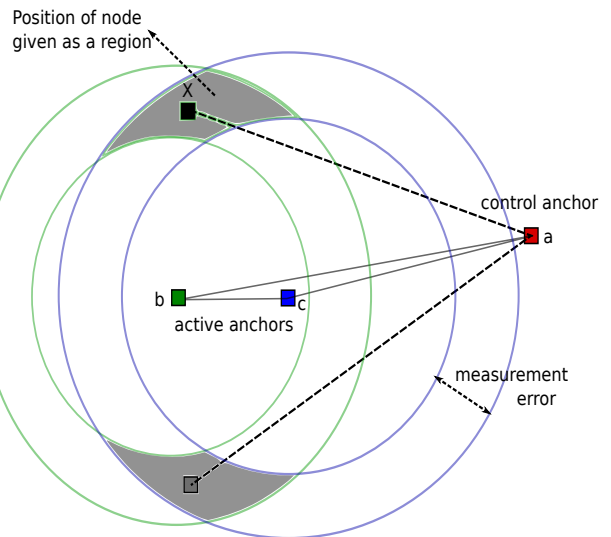 Position of node
given as a region
X
control anchor
a
b
c
active anchors
measurement
error